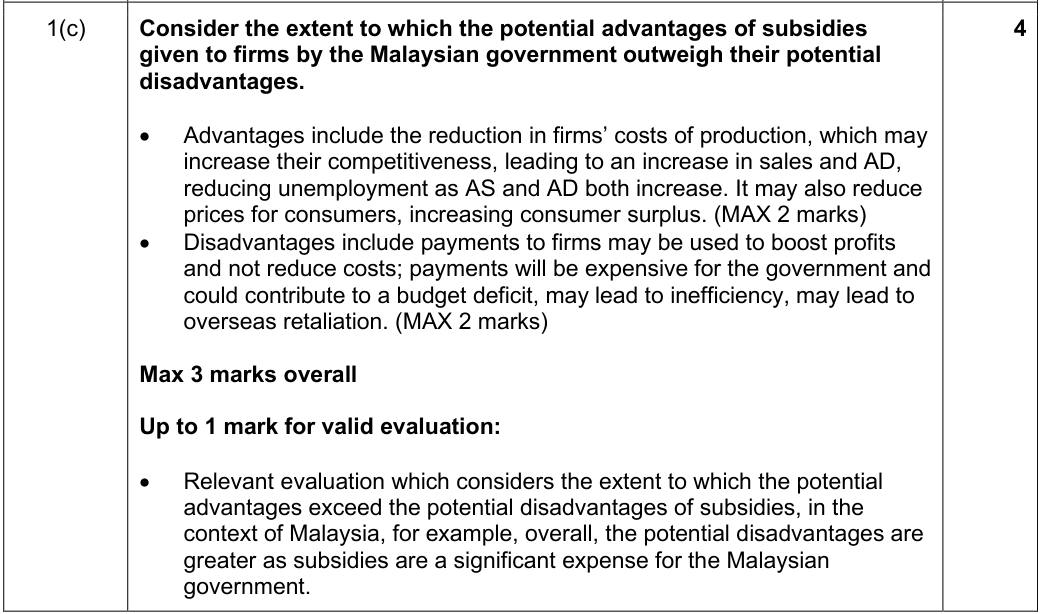 1(c)
Consider the extent to which the potential advantages of subsidies
given to firms by the Malaysian government outweigh their potential
disadvantages.
4
• Advantages include the reduction in firms’ costs of production, which may
increase their competitiveness, leading to an increase in sales and AD,
reducing unemployment as AS and AD both increase. It may also reduce
prices for consumers, increasing consumer surplus. (MAX 2 marks)
• Disadvantages include payments to firms may be used to boost profits
and not reduce costs; payments will be expensive for the government and
could contribute to a budget deficit, may lead to inefficiency, may lead to
overseas retaliation. (MAX 2 marks)
Max 3 marks overall
Up to 1 mark for valid evaluation:
• Relevant evaluation which considers the extent to which the potential
advantages exceed the potential disadvantages of subsidies, in the
context of Malaysia, for example, overall, the potential disadvantages are
greater as subsidies are a significant expense for the Malaysian
government.